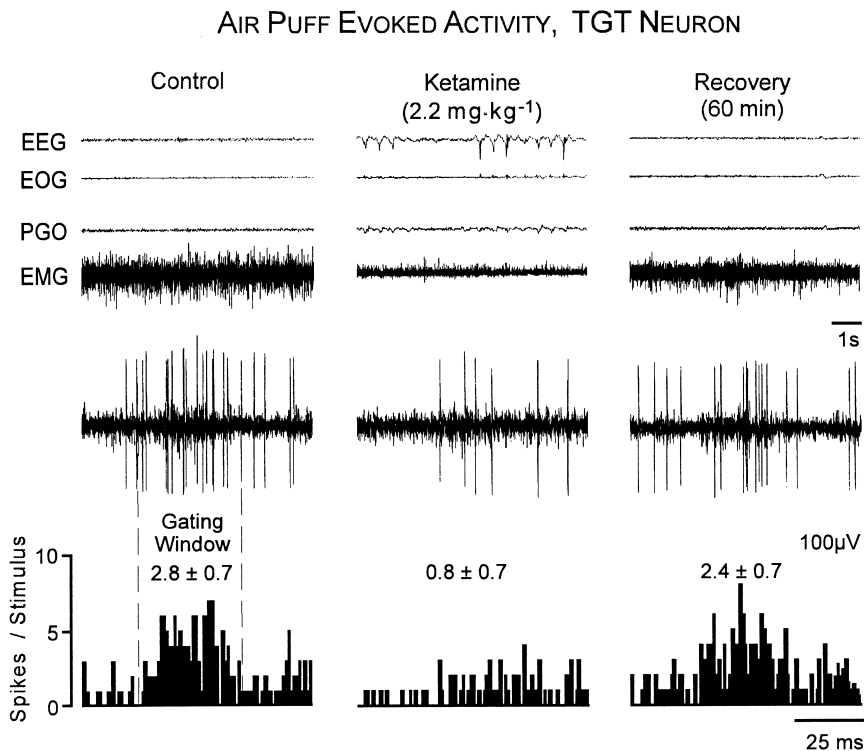 AIR PUFF EVOKED ACTIVITY, TGT NEURON
Control
Ketamine
(2.2 mg·kg⁻¹)
Recovery
(60 min)
EEG
EOG
PGO
EMG
1s
Gating
Window
100µV
2.8 ± 0.7
0.8 ± 0.7
2.4 ± 0.7
Spikes / Stimulus
10
5
0
25 ms